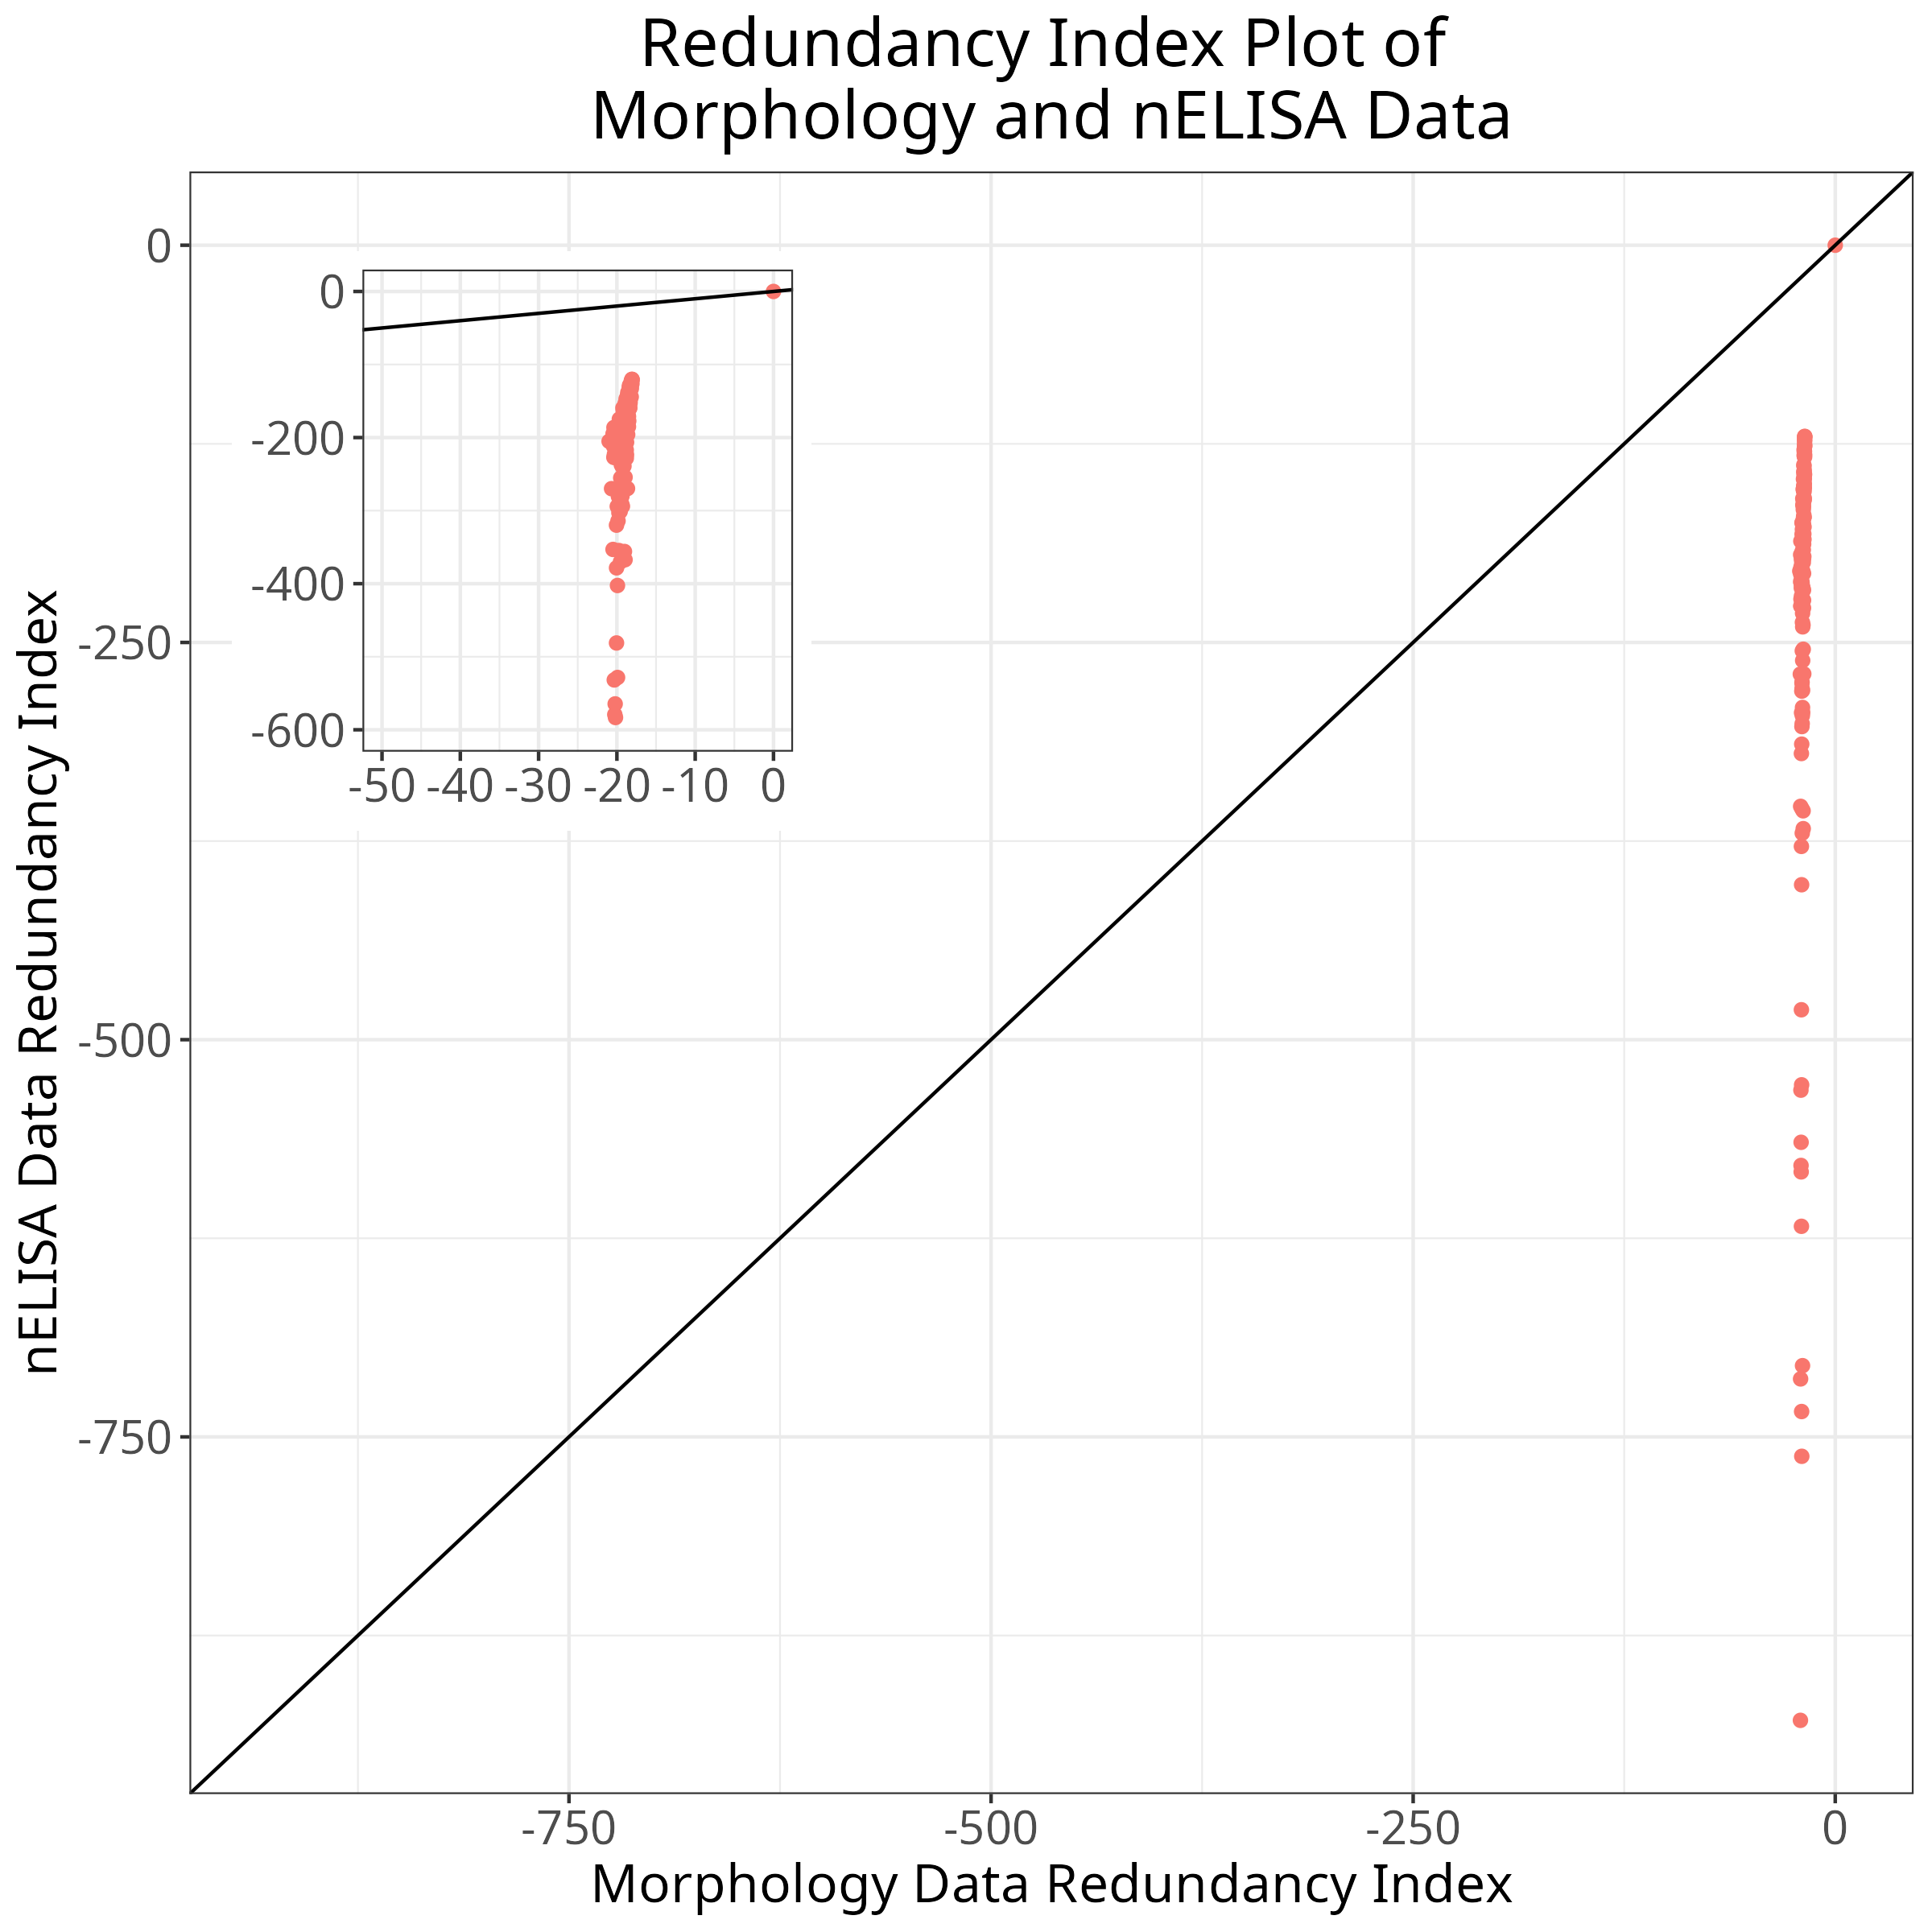 Redundancy Index Plot of
Morphology and nELISA Data
nELISA Data Redundancy Index
0
-250
-500
-750
0
-200
-400
-600
-50 -40 -30 -20 -10 0
-750 -500 -250 0
Morphology Data Redundancy Index